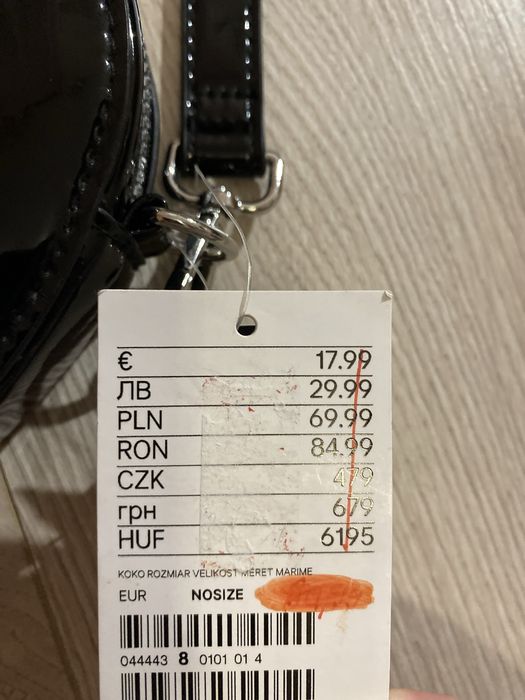 € 17.99
ЛВ 29.99
PLN 69.99
RON 84.99
CZK 479
грн 679
HUF 6195
KOKO ROZMIAR VELIKOST MÉRET MARIME
EUR NOSIZE
044443 8 0101 01 4